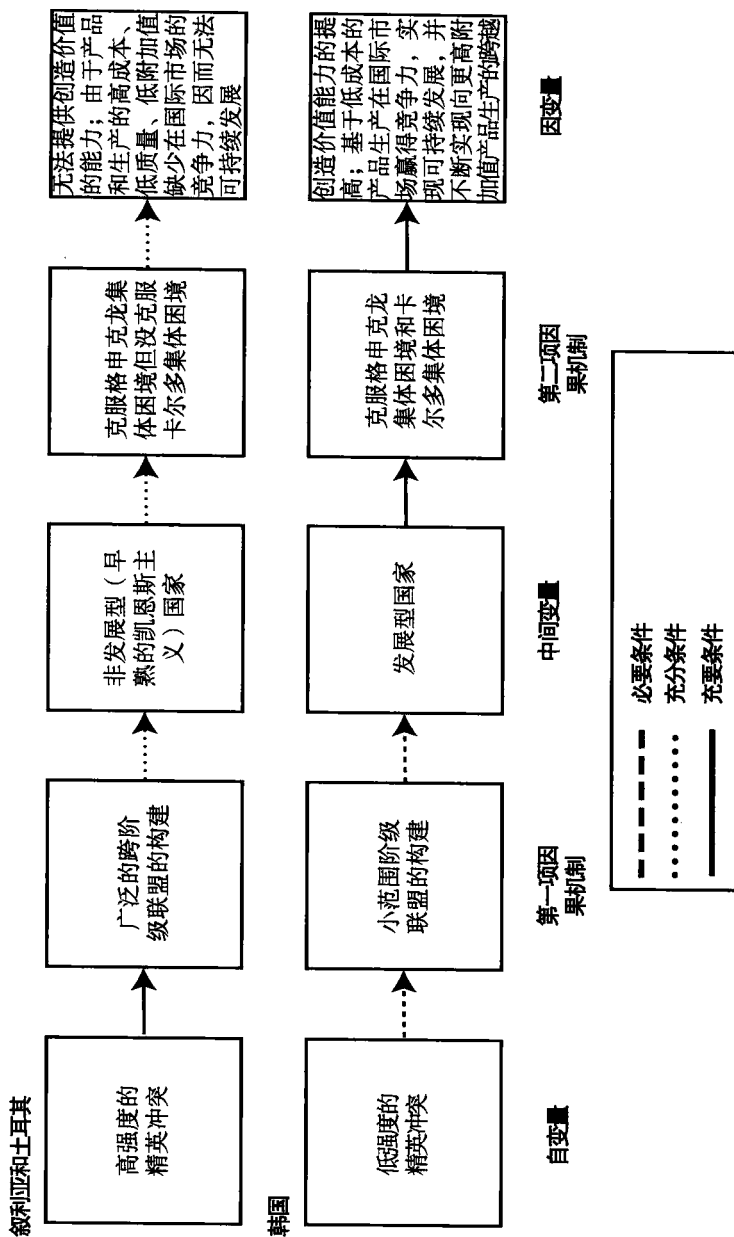 叙利亚和土耳其
高强度的
精英冲突
广泛的跨阶
级联盟的构建
非发展型（早
熟的凯恩斯主
义）国家
克服格申克龙集
体困境但没克服
卡尔多集体困境
无法提供创造价值
的能力；由于产品
和生产的高成本、
低质量、低附加值
缺少在国际市场的
竞争力，因而无法
可持续发展
韩国
低强度的
精英冲突
小范围阶级
联盟的构建
发展型国家
克服格申克龙
集体困境和卡
尔多集体困境
创造价值能力的提
高；基于低成本的
产品生产在国际市
场赢得竞争力，实
现可持续发展，并
不断实现向更高附
加值产品生产的跨越
自变量
第一项因
果机制
中间变量
第二项因
果机制
因变量
必要条件
充分条件
充要条件